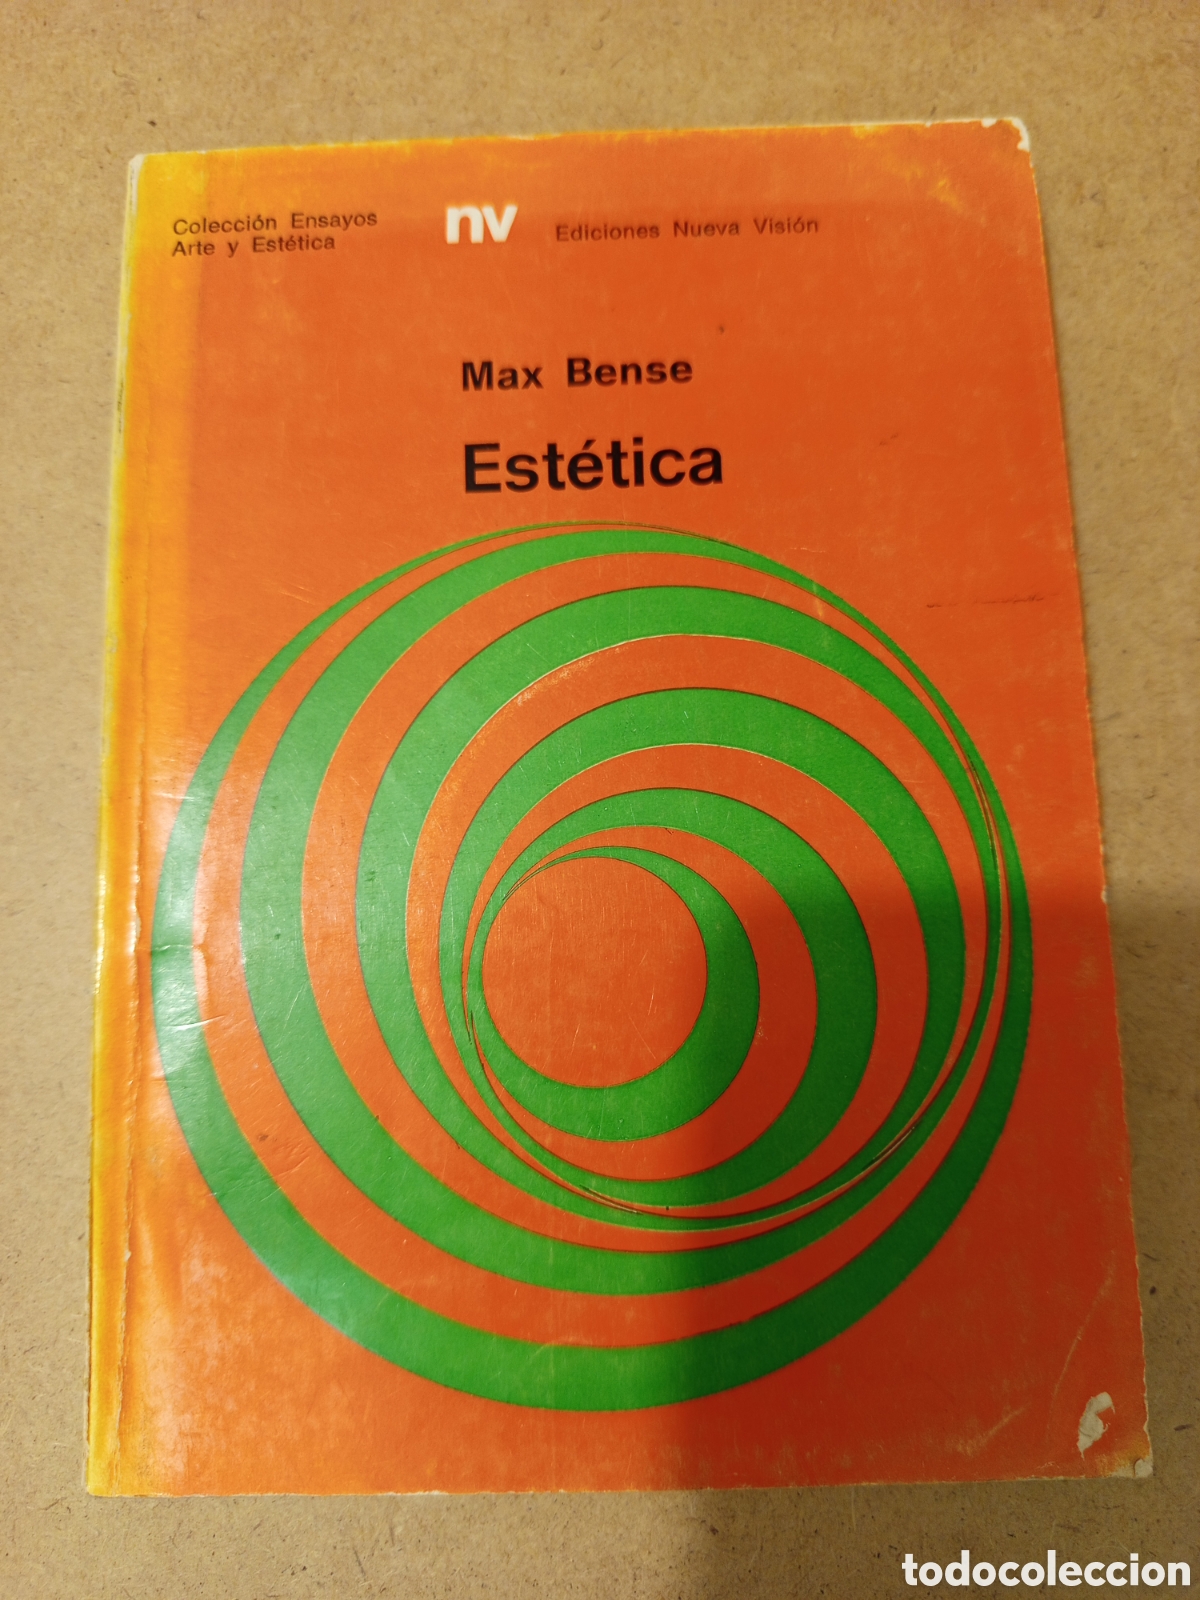 Colección Ensayos
Arte y Estética
nv
Ediciones Nueva Visión
Max Bense
Estética
todocoleccion